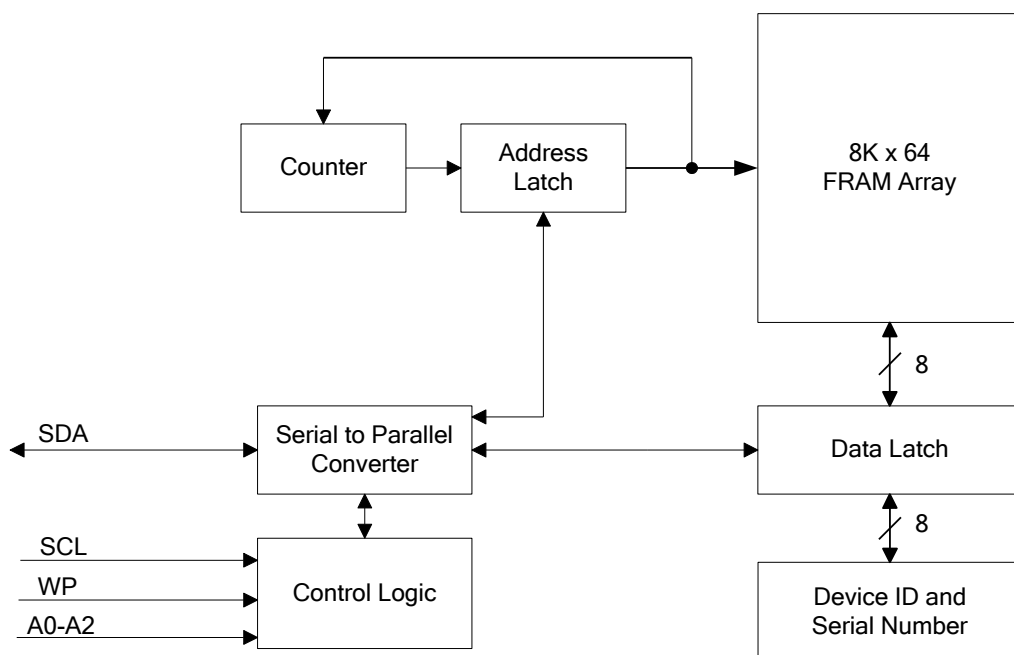 Counter
Address
Latch
8K x 64
FRAM Array
8
SDA
Serial to Parallel
Converter
Data Latch
8
SCL
WP
A0-A2
Control Logic
Device ID and
Serial Number